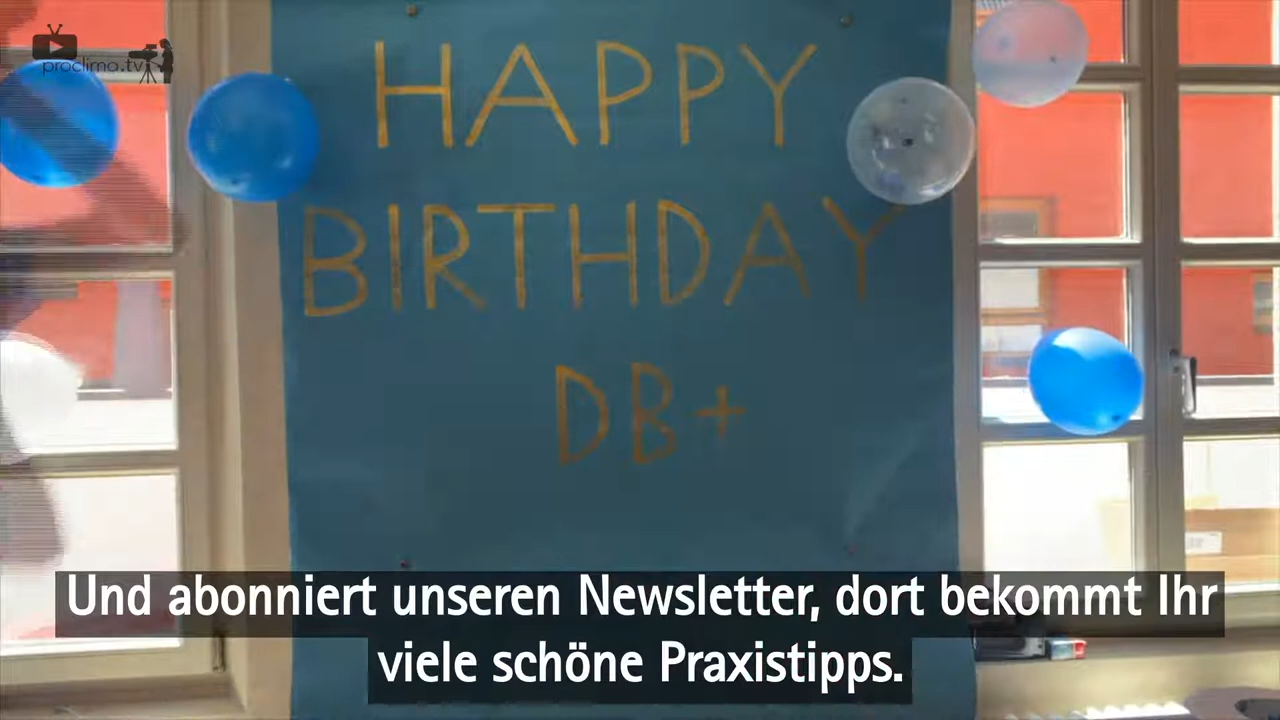 proclima.tv
HAPPY
BIRTHDAY
DB+
Und abonniert unseren Newsletter, dort bekommt Ihr
viele schöne Praxistipps.